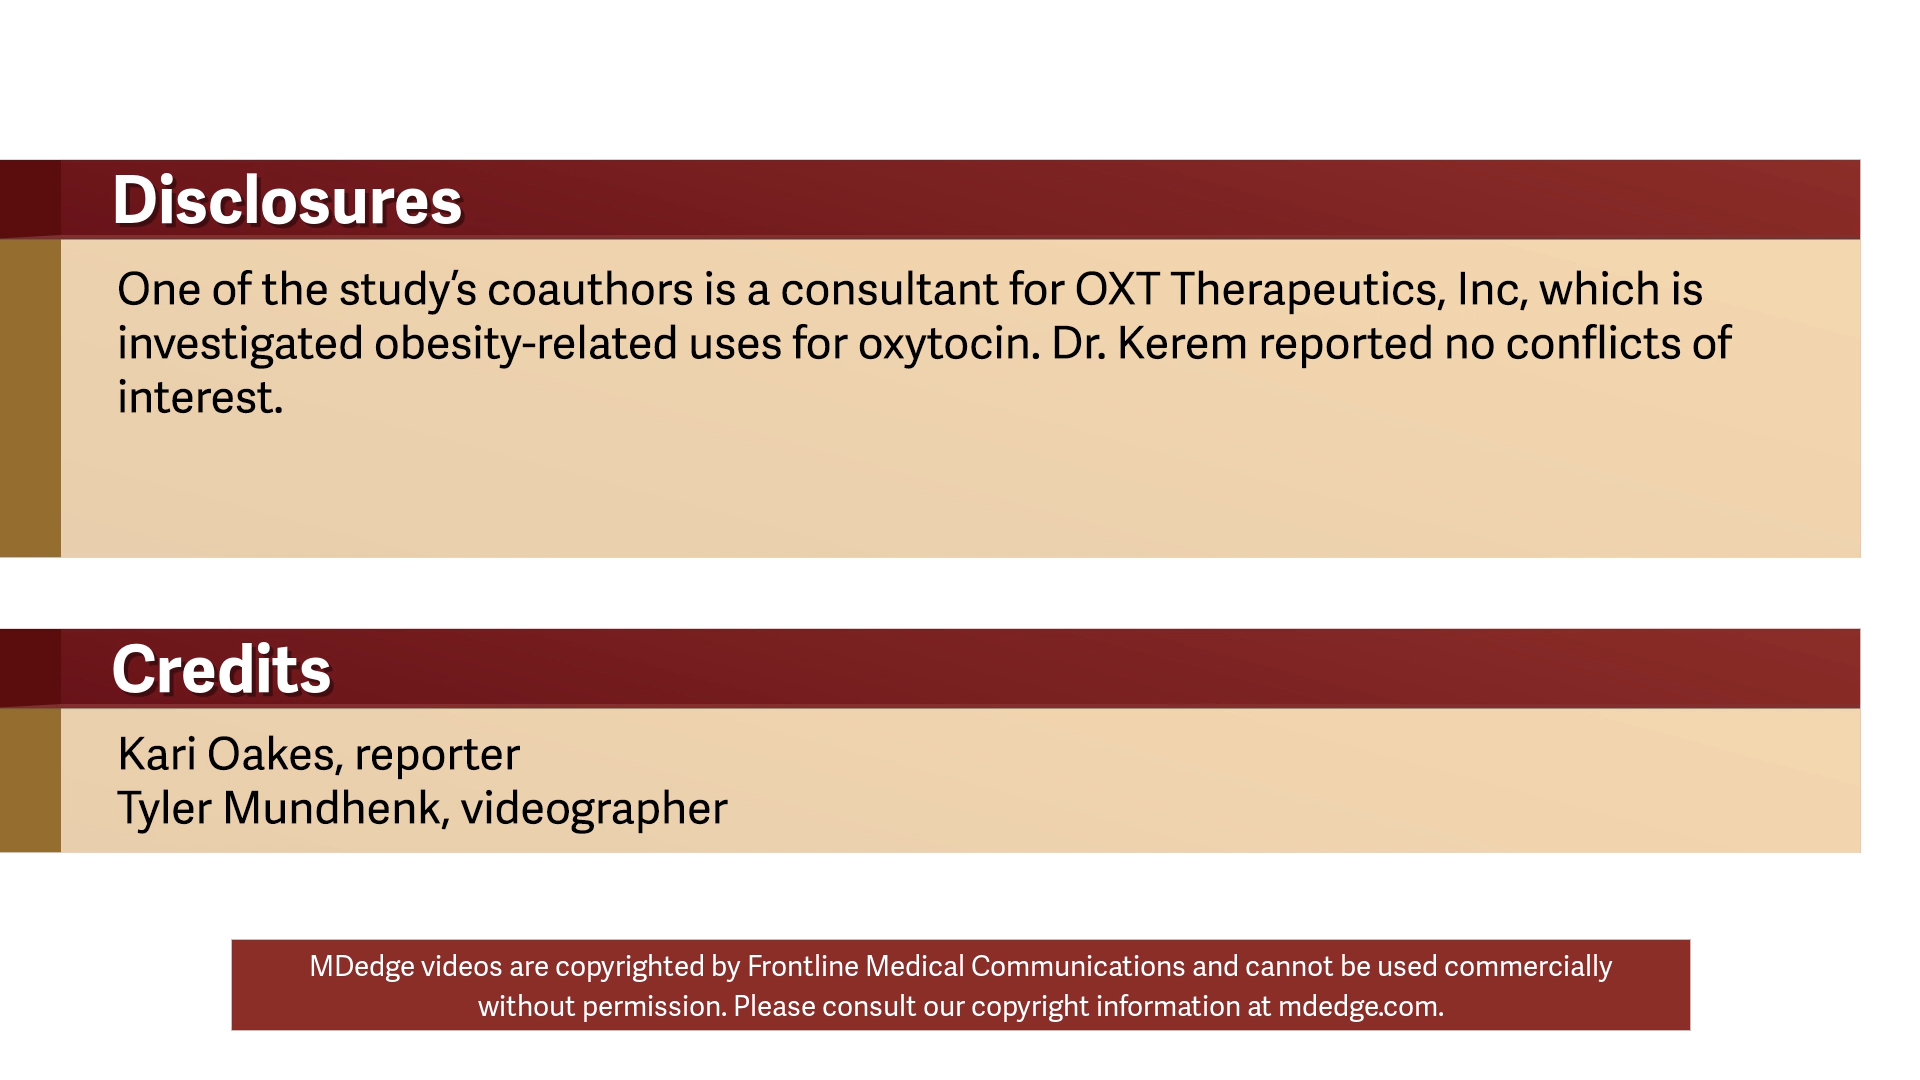 Disclosures
One of the study’s coauthors is a consultant for OXT Therapeutics, Inc, which is
investigated obesity-related uses for oxytocin. Dr. Kerem reported no conflicts of
interest.
Credits
Kari Oakes, reporter
Tyler Mundhenk, videographer
MDedge videos are copyrighted by Frontline Medical Communications and cannot be used commercially
without permission. Please consult our copyright information at mdedge.com.